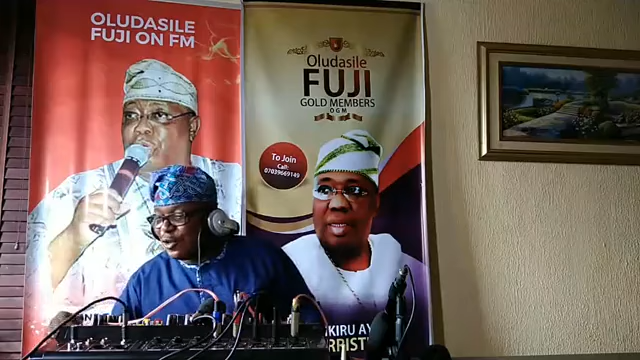 OLUDASILE
FUJI ON FM
Oludasile
FUJI
GOLD MEMBERS
OGM
To Join
Call:
07039669149